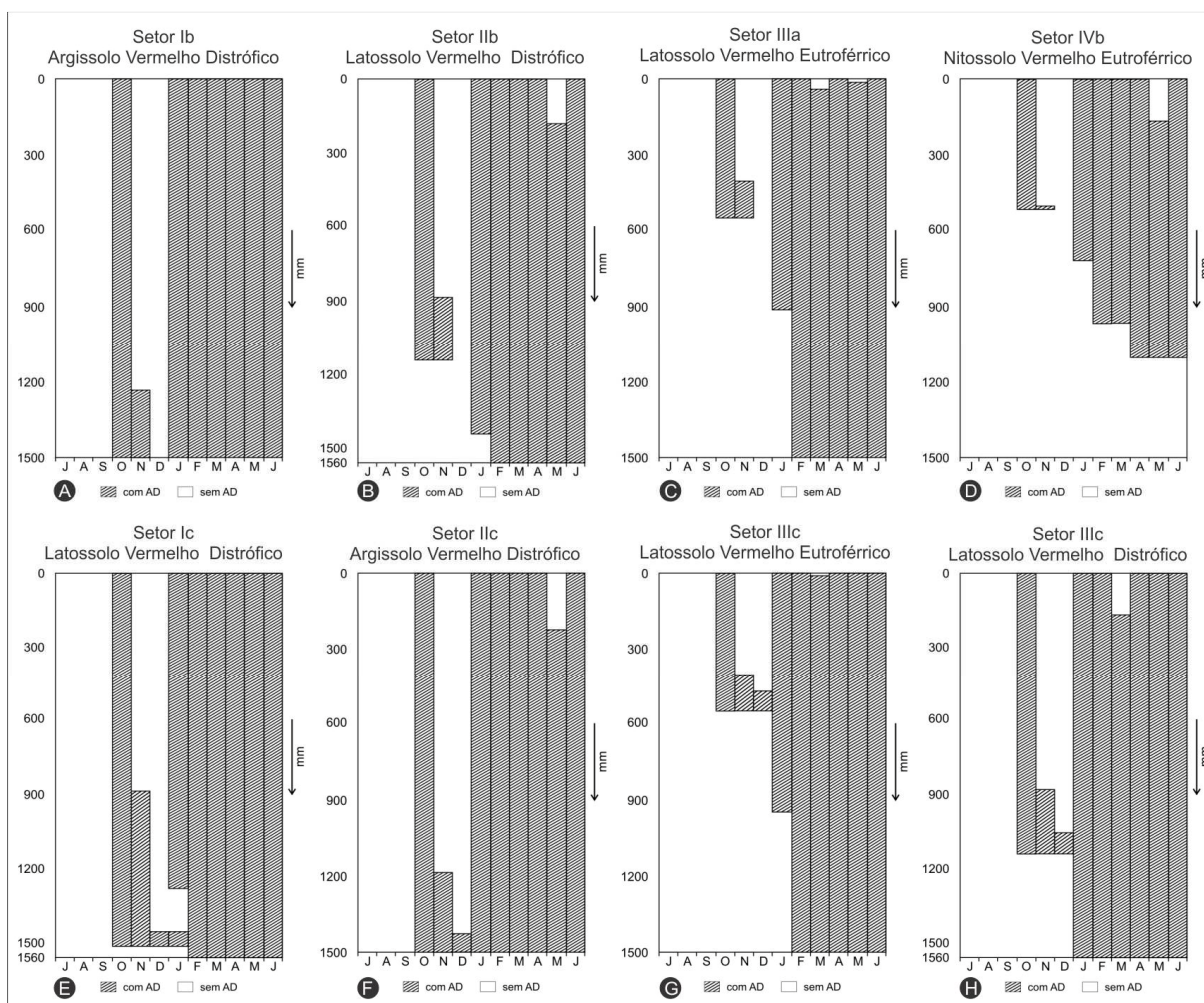 Setor Ib
Argissolo Vermelho Distrófico
0
300
600
900
1200
1500
mm
J A S O N D J F M A M J
A com AD sem AD
Setor IIb
Latossolo Vermelho Distrófico
0
300
600
900
1200
1500
1560
mm
J A S O N D J F M A M J
B com AD sem AD
Setor IIIa
Latossolo Vermelho Eutroférrico
0
300
600
900
1200
1500
mm
J A S O N D J F M A M J
C com AD sem AD
Setor IVb
Nitossolo Vermelho Eutroférrico
0
300
600
900
1200
1500
mm
J A S O N D J F M A M J
D com AD sem AD
Setor Ic
Latossolo Vermelho Distrófico
0
300
600
900
1200
1500
1560
mm
J A S O N D J F M A M J
E com AD sem AD
Setor IIc
Argissolo Vermelho Distrófico
0
300
600
900
1200
1500
mm
J A S O N D J F M A M J
F com AD sem AD
Setor IIIc
Latossolo Vermelho Eutroférrico
0
300
600
900
1200
1500
mm
J A S O N D J F M A M J
G com AD sem AD
Setor IIIc
Latossolo Vermelho Distrófico
0
300
600
900
1200
1500
1560
mm
J A S O N D J F M A M J
H com AD sem AD